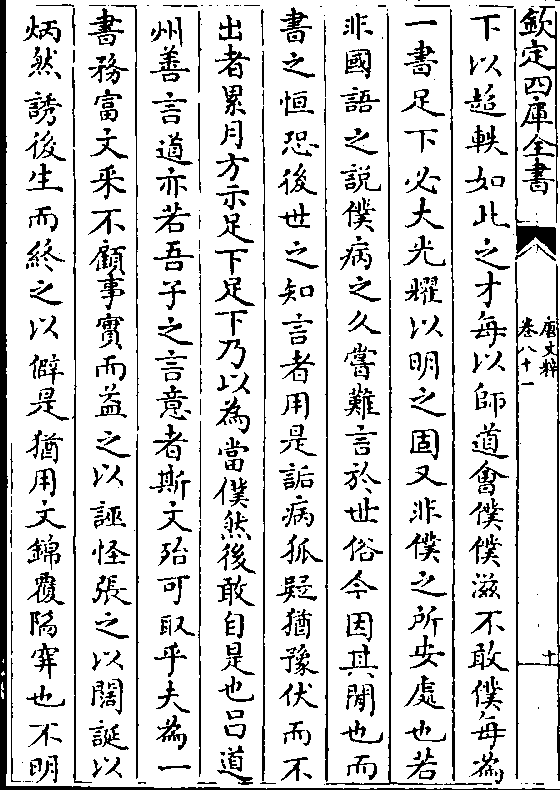 欽定四庫全書
唐文粹
卷八十一
十
下以超軼如此之才每以師道㑹僕僕滋不敢僕每為
一書足下必大光耀以明之固又非僕之所安處也若
非國語之説僕病之久嘗難言於世俗今因其閒也而
書之恒恐後世之知言者用是詬病狐疑猶豫伏而不
出者累月方示足下足下乃以為當僕然後敢自是也吕道
州善言道亦若吾子之言意者斯文殆可取乎夫為一
書務富文采不顧事實而益之以誣怪張之以闊誕以
炳然誘後生而終之以僻是猶用文錦覆陷穽也不明